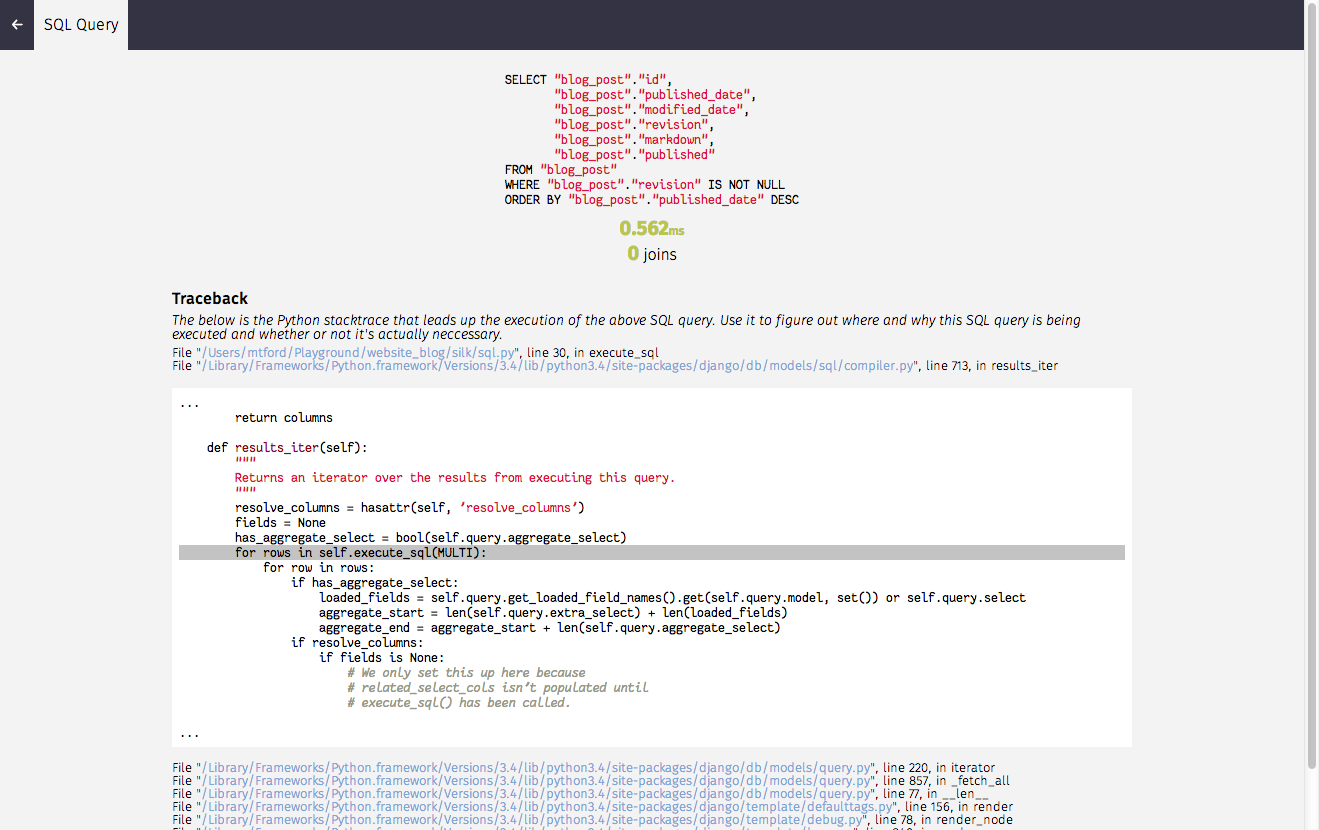 SQL Query
SELECT "blog_post"."id",
"blog_post"."published_date",
"blog_post"."modified_date",
"blog_post"."revision",
"blog_post"."markdown",
"blog_post"."published"
FROM "blog_post"
WHERE "blog_post"."revision" IS NOT NULL
ORDER BY "blog_post"."published_date" DESC
0.562ms
0 joins
Traceback
The below is the Python stacktrace that leads up the execution of the above SQL query. Use it to figure out where and why this SQL query is being
executed and whether or not it's actually neccessary.
File "/Users/mtford/Playground/website_blog/silk/sql.py", line 30, in execute_sql
File "/Library/Frameworks/Python.framework/Versions/3.4/lib/python3.4/site-packages/django/db/models/sql/compiler.py", line 713, in results_iter
...
return columns
def results_iter(self):
"""
Returns an iterator over the results from executing this query.
"""
resolve_columns = hasattr(self, 'resolve_columns')
fields = None
has_aggregate_select = bool(self.query.aggregate_select)
for rows in self.execute_sql(MULTI):
for row in rows:
if has_aggregate_select:
loaded_fields = self.query.get_loaded_field_names().get(self.query.model, set()) or self.query.select
aggregate_start = len(self.query.extra_select) + len(loaded_fields)
aggregate_end = aggregate_start + len(self.query.aggregate_select)
if resolve_columns:
if fields is None:
# We only set this up here because
# related_select_cols isn't populated until
# execute_sql() has been called.
...
File "/Library/Frameworks/Python.framework/Versions/3.4/lib/python3.4/site-packages/django/db/models/query.py", line 220, in iterator
File "/Library/Frameworks/Python.framework/Versions/3.4/lib/python3.4/site-packages/django/db/models/query.py", line 857, in _fetch_all
File "/Library/Frameworks/Python.framework/Versions/3.4/lib/python3.4/site-packages/django/db/models/query.py", line 77, in __len__
File "/Library/Frameworks/Python.framework/Versions/3.4/lib/python3.4/site-packages/django/template/defaulttags.py", line 156, in render
File "/Library/Frameworks/Python.framework/Versions/3.4/lib/python3.4/site-packages/django/template/debug.py", line 78, in render_node